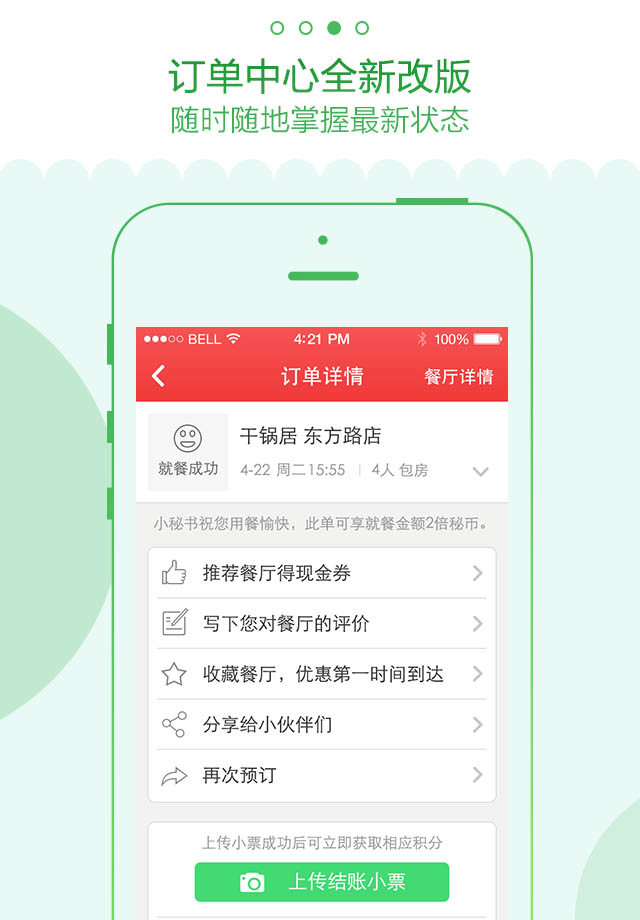 订单中心全新改版
随时随地掌握最新状态
BELL 4:21 PM 100%
订单详情 餐厅详情
干锅居 东方路店
就餐成功 4-22 周二 15:55 4人 包房
小秘书祝您用餐愉快，此单可享就餐金额2倍秘币。
推荐餐厅得现金券
写下您对餐厅的评价
收藏餐厅，优惠第一时间到达
分享给小伙伴们
再次预订
上传小票成功后可立即获取相应积分
上传结账小票